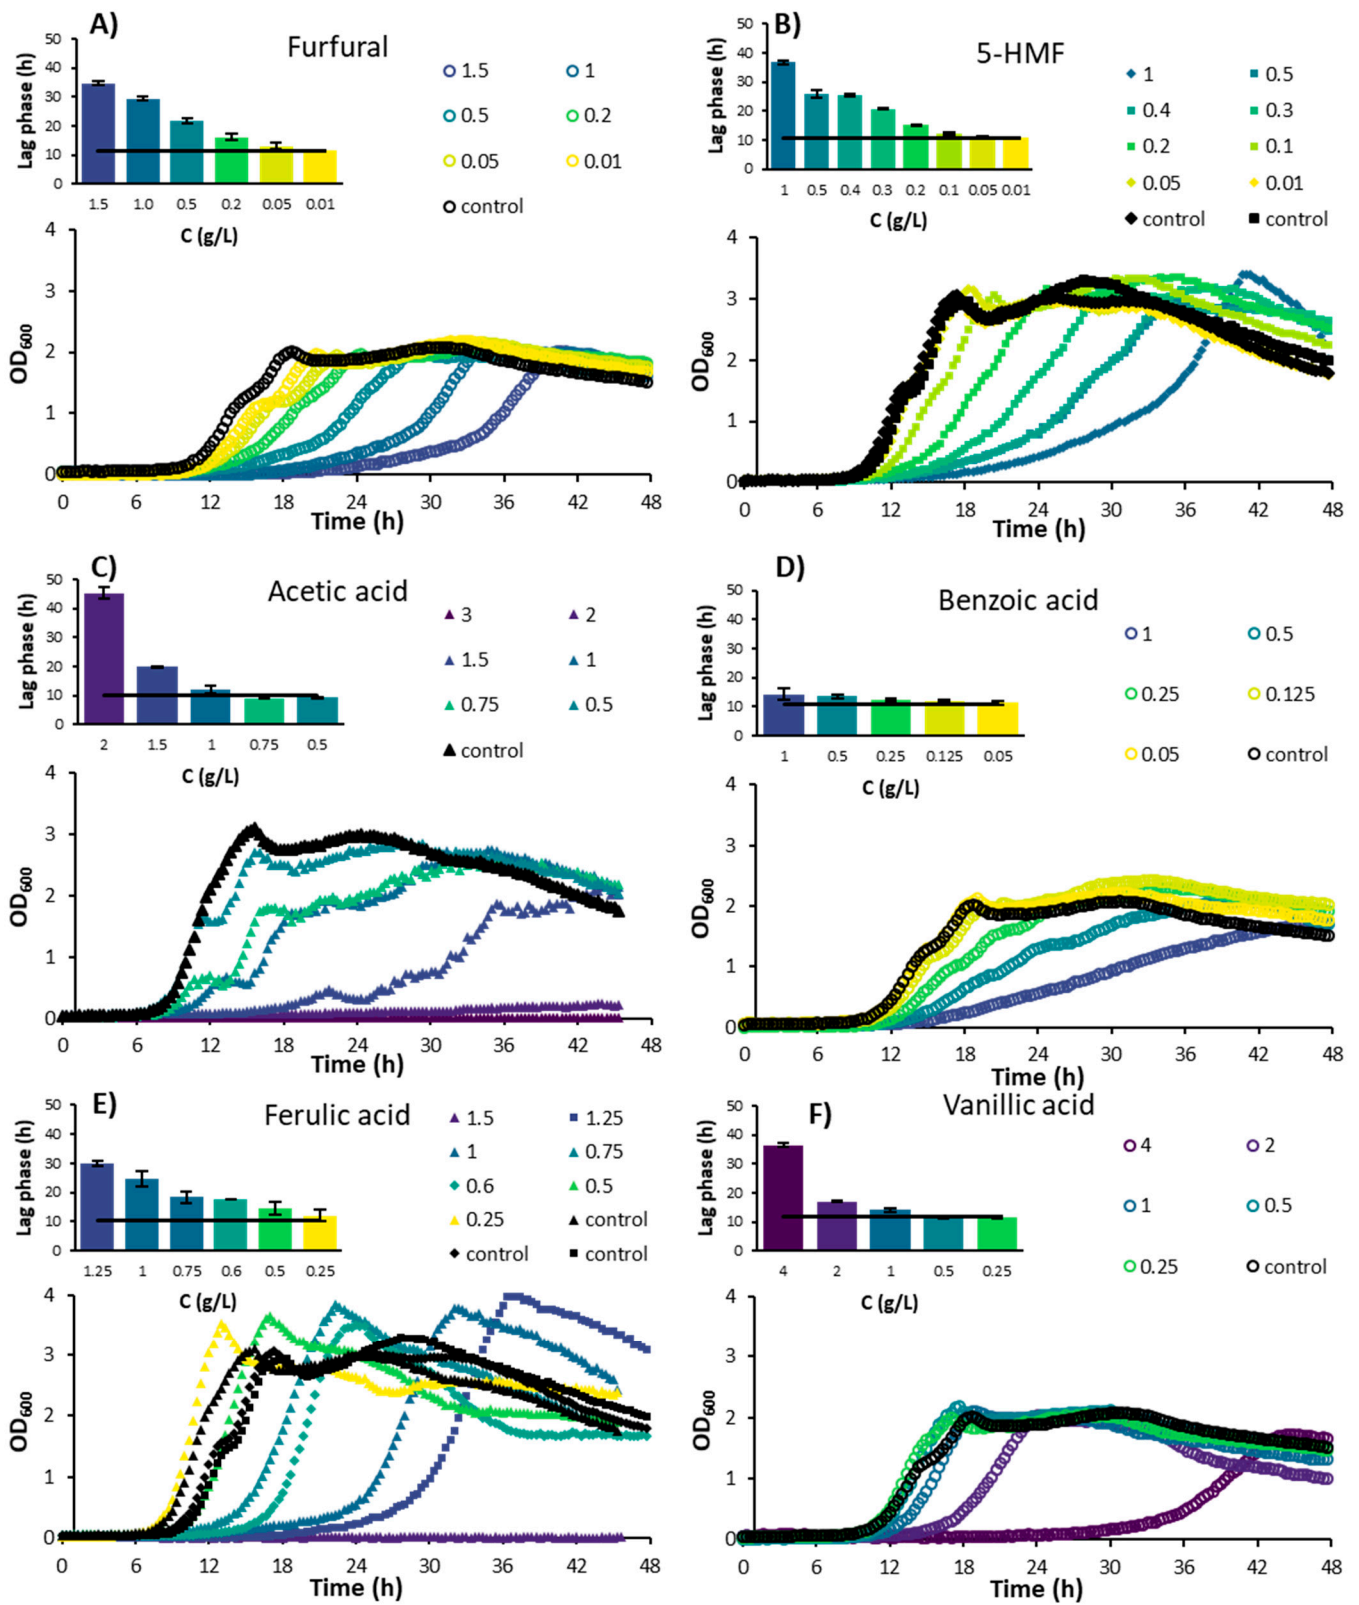 A)
Furfural
Lag phase (h)
50
40
30
20
10
0
1.5 1.0 0.5 0.2 0.05 0.01
C (g/L)
1.5 1
0.5 0.2
0.05 0.01
control
OD600
4
3
2
1
0
0 6 12 18 24 30 36 42 48
Time (h)
B)
5-HMF
Lag phase (h)
50
40
30
20
10
0
1 0.5 0.4 0.3 0.2 0.1 0.05 0.01
C (g/L)
1 0.5
0.4 0.3
0.2 0.1
0.05 0.01
control control
OD600
4
3
2
1
0
0 6 12 18 24 30 36 42 48
Time (h)
C)
Acetic acid
Lag phase (h)
50
40
30
20
10
0
2 1.5 1 0.75 0.5
C (g/L)
3 2
1.5 1
0.75 0.5
control
OD600
4
3
2
1
0
0 6 12 18 24 30 36 42 48
Time (h)
D)
Benzoic acid
Lag phase (h)
50
40
30
20
10
0
1 0.5 0.25 0.125 0.05
C (g/L)
1 0.5
0.25 0.125
0.05 control
OD600
4
3
2
1
0
0 6 12 18 24 30 36 42 48
Time (h)
E)
Ferulic acid
Lag phase (h)
50
40
30
20
10
0
1.25 1 0.75 0.6 0.5 0.25
C (g/L)
1.5 1.25
1 0.75
0.6 0.5
0.25 control
control control
OD600
4
3
2
1
0
0 6 12 18 24 30 36 42 48
Time (h)
F)
Vanillic acid
Lag phase (h)
50
40
30
20
10
0
4 2 1 0.5 0.25
C (g/L)
4 2
1 0.5
0.25 control
OD600
4
3
2
1
0
0 6 12 18 24 30 36 42 48
Time (h)